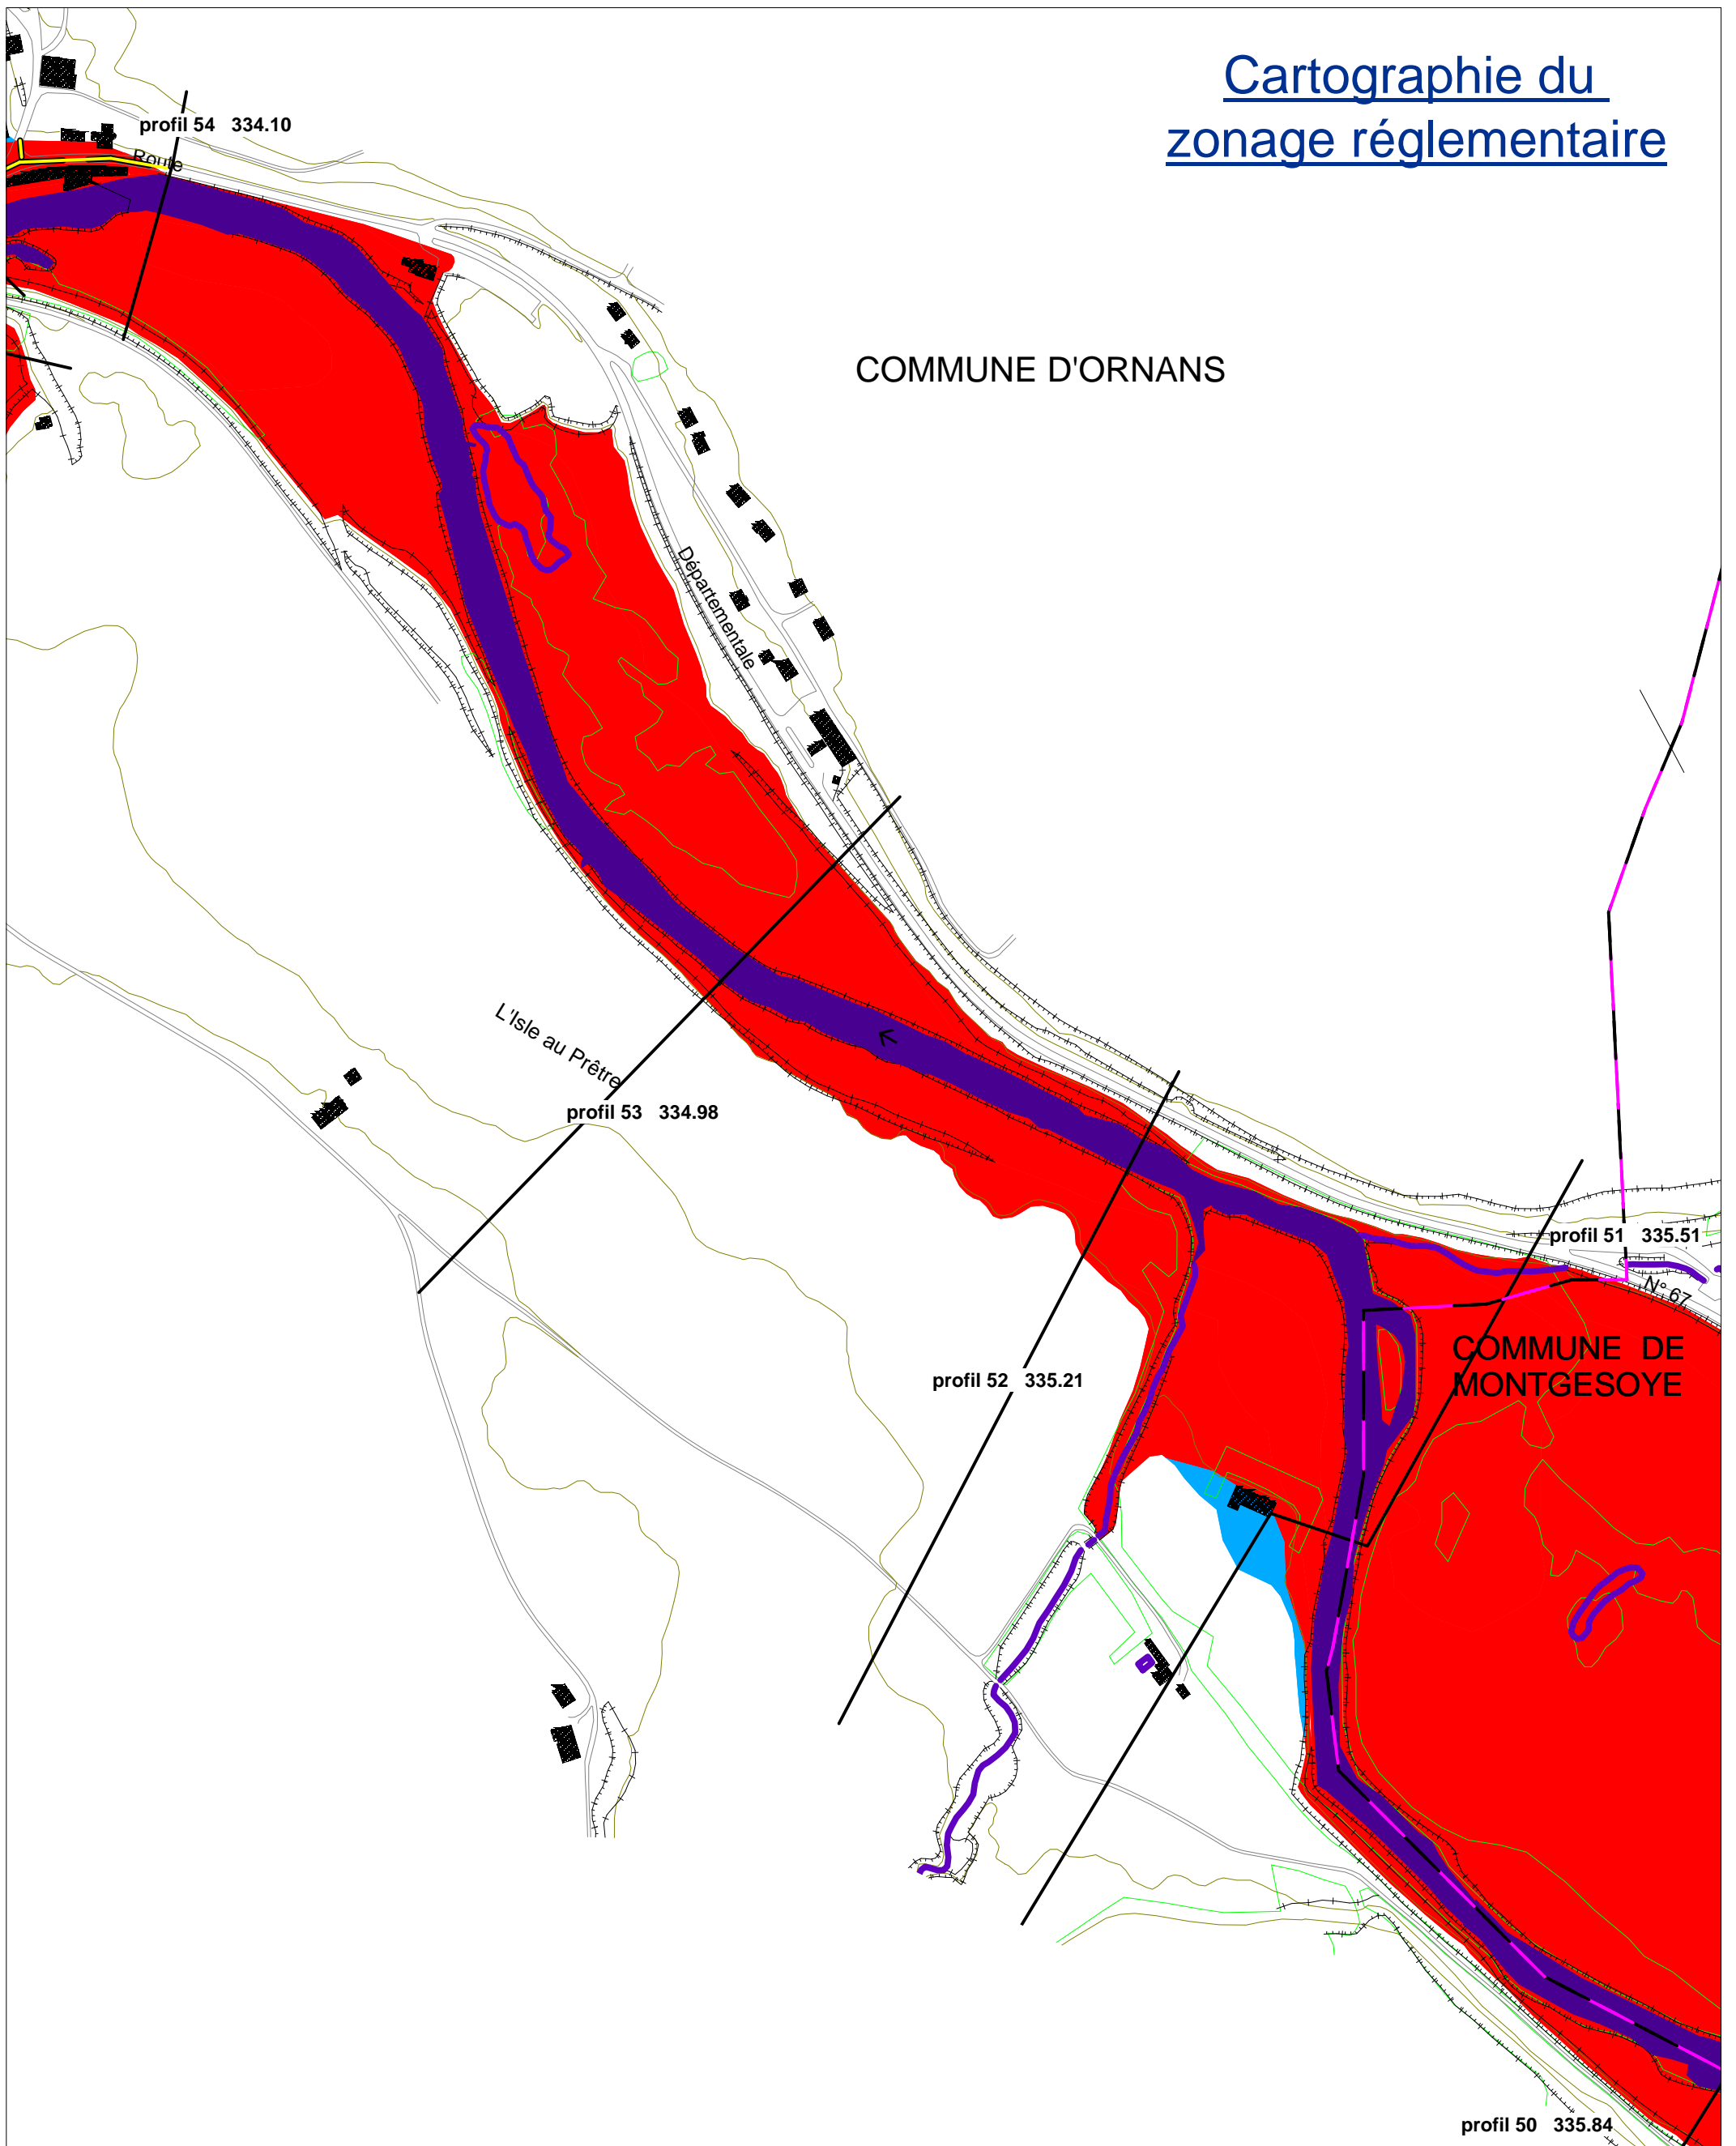 Cartographie du
zonage réglementaire
profil 54 334.10
Route
COMMUNE D'ORNANS
Départementale
L'Isle au Prêtre
profil 53 334.98
profil 51 335.51
N° 67
COMMUNE DE
MONTGESOYE
profil 52 335.21
profil 50 335.84